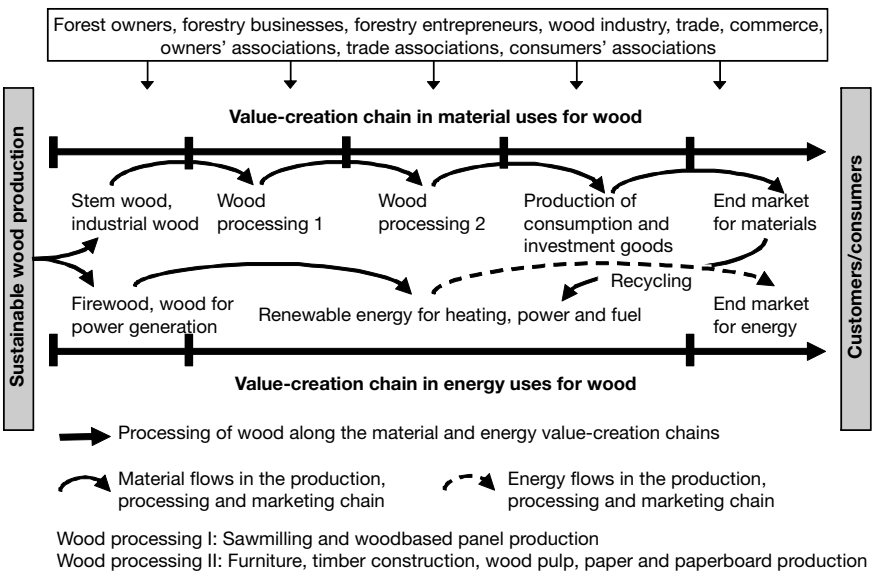 Forest owners, forestry businesses, forestry entrepreneurs, wood industry, trade, commerce,
owners' associations, trade associations, consumers' associations
Sustainable wood production
Value-creation chain in material uses for wood
Customers/consumers
Stem wood,
industrial wood
Wood
processing 1
Wood
processing 2
Production of
consumption and
investment goods
End market
for materials
Recycling
Firewood, wood for
power generation
Renewable energy for heating, power and fuel
End market
for energy
Value-creation chain in energy uses for wood
Processing of wood along the material and energy value-creation chains
Material flows in the production,
processing and marketing chain
Energy flows in the production,
processing and marketing chain
Wood processing I: Sawmilling and woodbased panel production
Wood processing II: Furniture, timber construction, wood pulp, paper and paperboard production